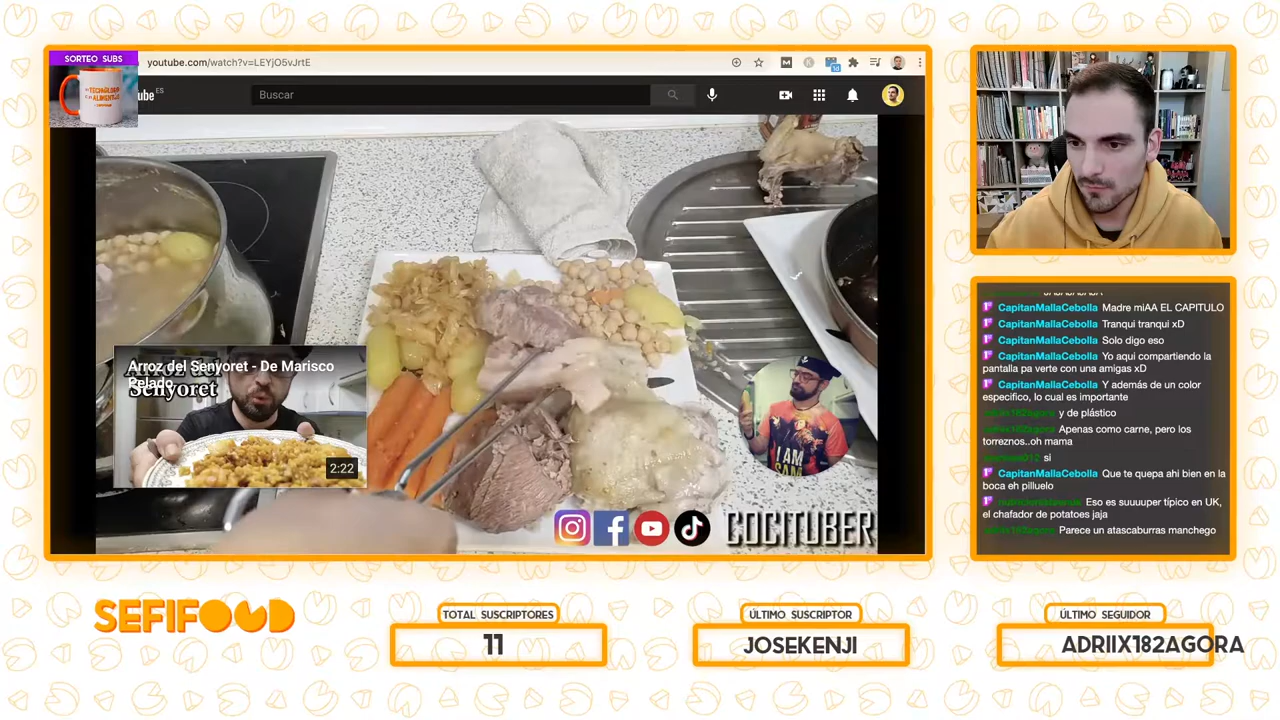 SORTEO SUBS
youtube.com/watch?v=LEYjO5vJrtE
ube ES
Buscar
Arroz del Senyoret - De Marisco
Pelado
Senyoret
2:22
I AM
SAM
COCITUBER
CapitanMallaCebolla Madre miAA EL CAPITULO
CapitanMallaCebolla Tranqui tranqui xD
CapitanMallaCebolla Solo digo eso
CapitanMallaCebolla Yo aqui compartiendo la
pantalla pa verte con una amigas xD
CapitanMallaCebolla Y además de un color
especifico, lo cual es importante
y de plástico
Apenas como carne, pero los
torreznos..oh mama
si
CapitanMallaCebolla Que te quepa ahi bien en la
boca eh pilluelo
Eso es suuuuper típico en UK,
el chafador de potatoes jaja
Parece un atascaburras manchego
SEFIFOOD
TOTAL SUSCRIPTORES
11
ÚLTIMO SUSCRIPTOR
JOSEKENJI
ÚLTIMO SEGUIDOR
ADRIIX182AGORA